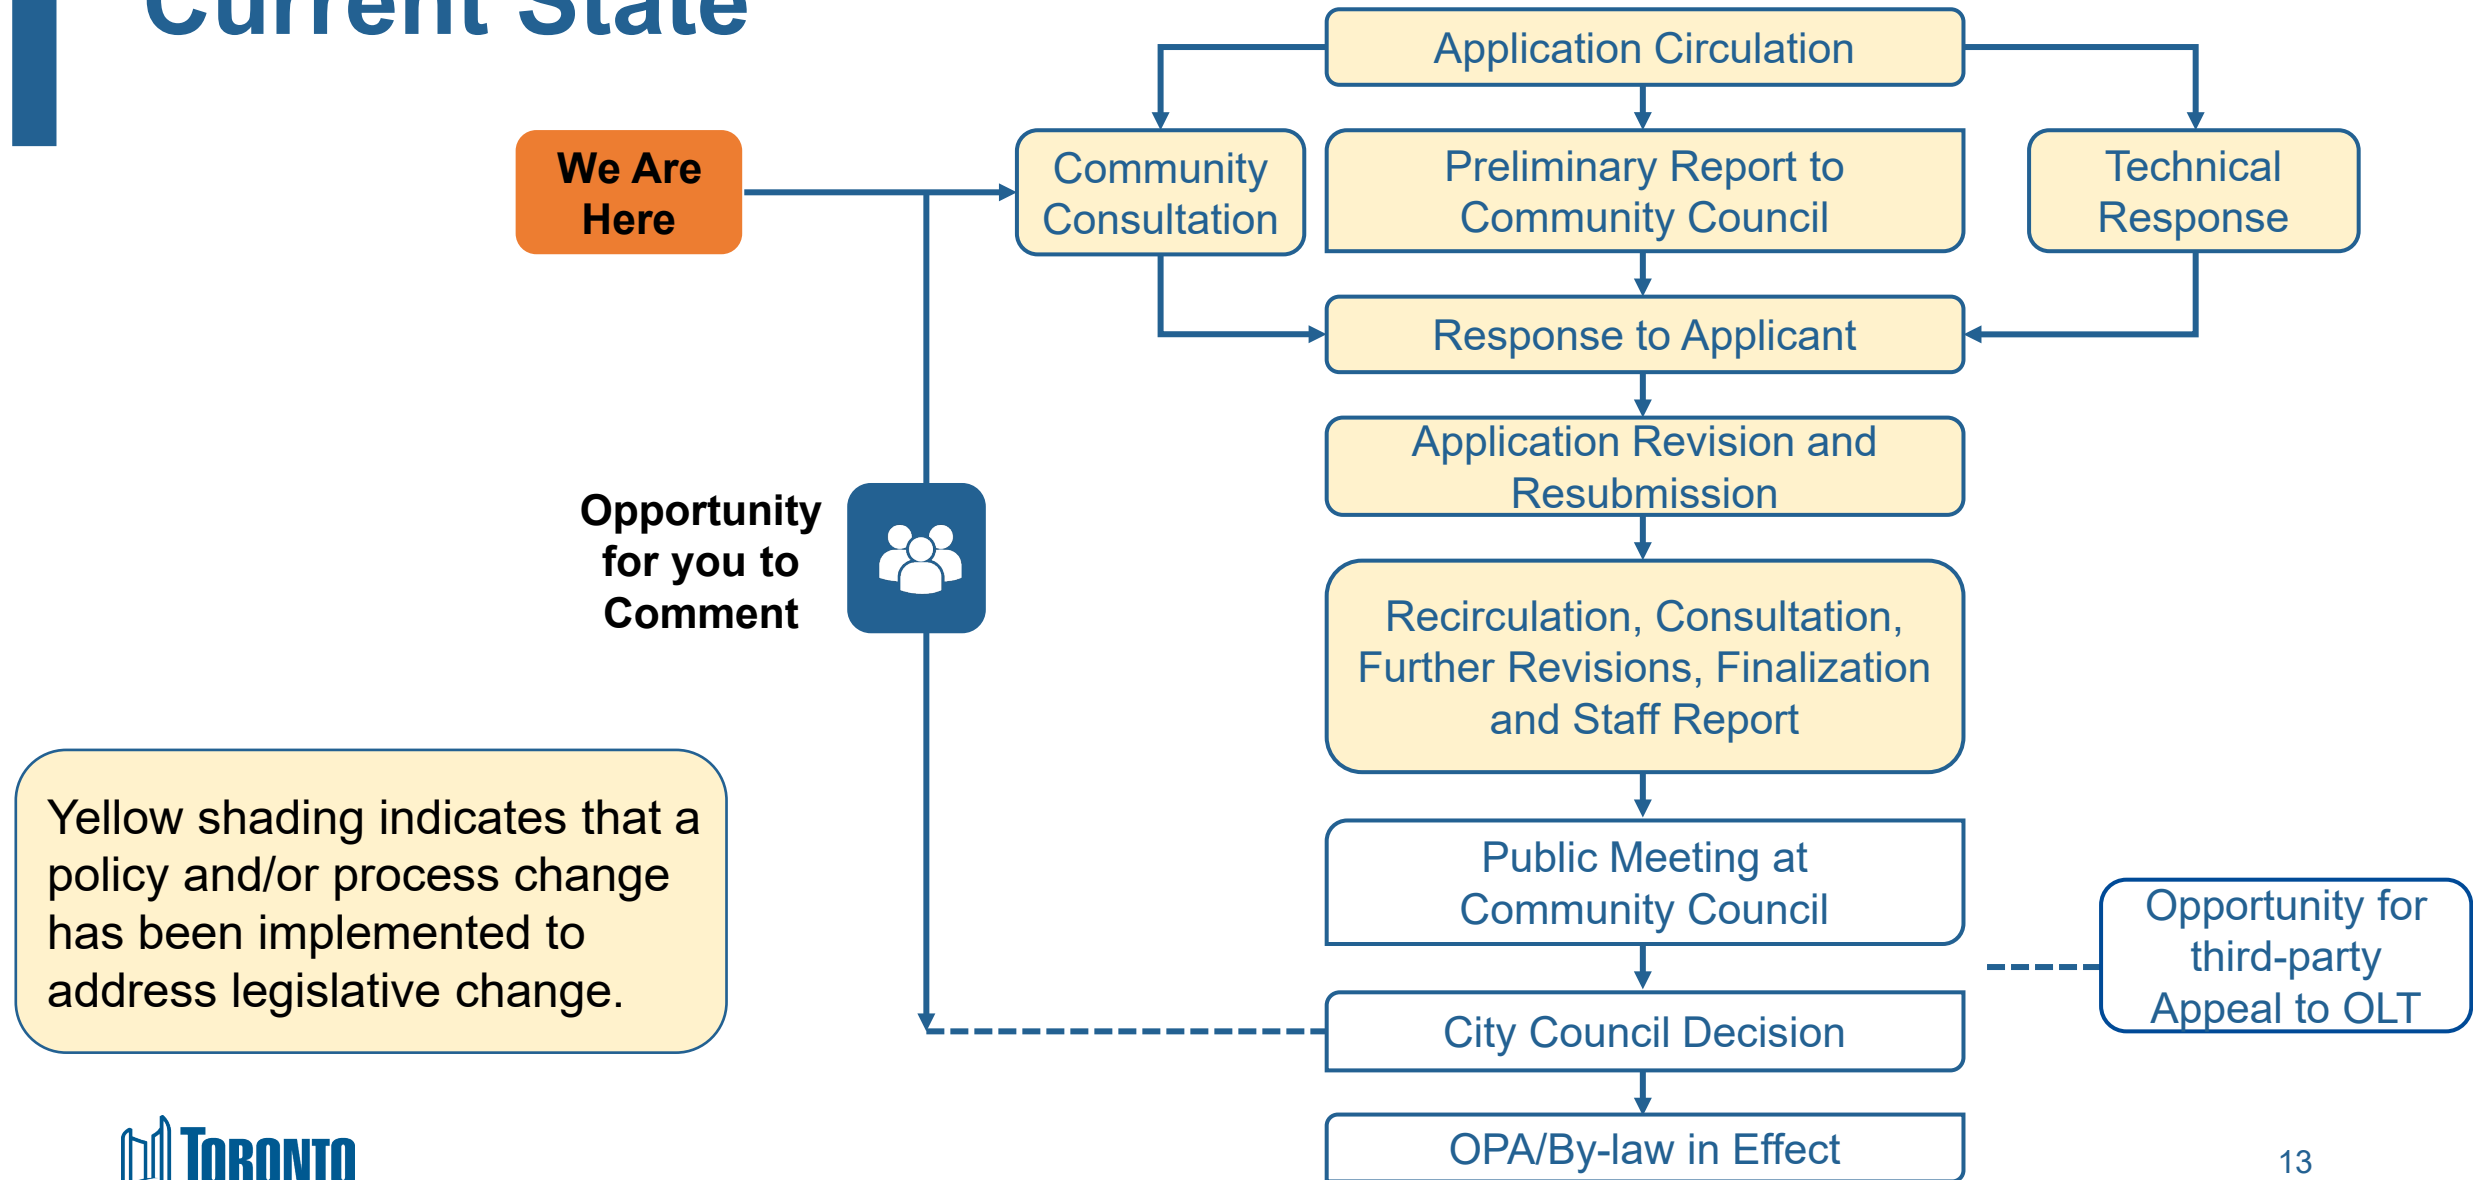 Current State
Application Circulation
We Are
Here
Community
Consultation
Preliminary Report to
Community Council
Technical
Response
Response to Applicant
Application Revision and
Resubmission
Opportunity
for you to
Comment
Recirculation, Consultation,
Further Revisions, Finalization
and Staff Report
Yellow shading indicates that a
policy and/or process change
has been implemented to
address legislative change.
Public Meeting at
Community Council
Opportunity for
third-party
Appeal to OLT
City Council Decision
OPA/By-law in Effect
TORONTO
13